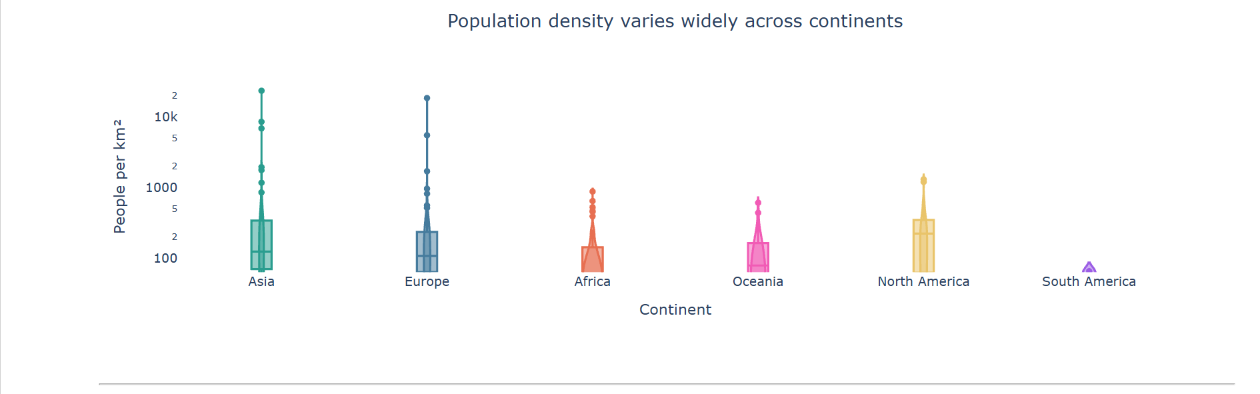 Population density varies widely across continents
People per km²
2
10k
5
2
1000
5
2
100
Asia Europe Africa Oceania North America South America
Continent